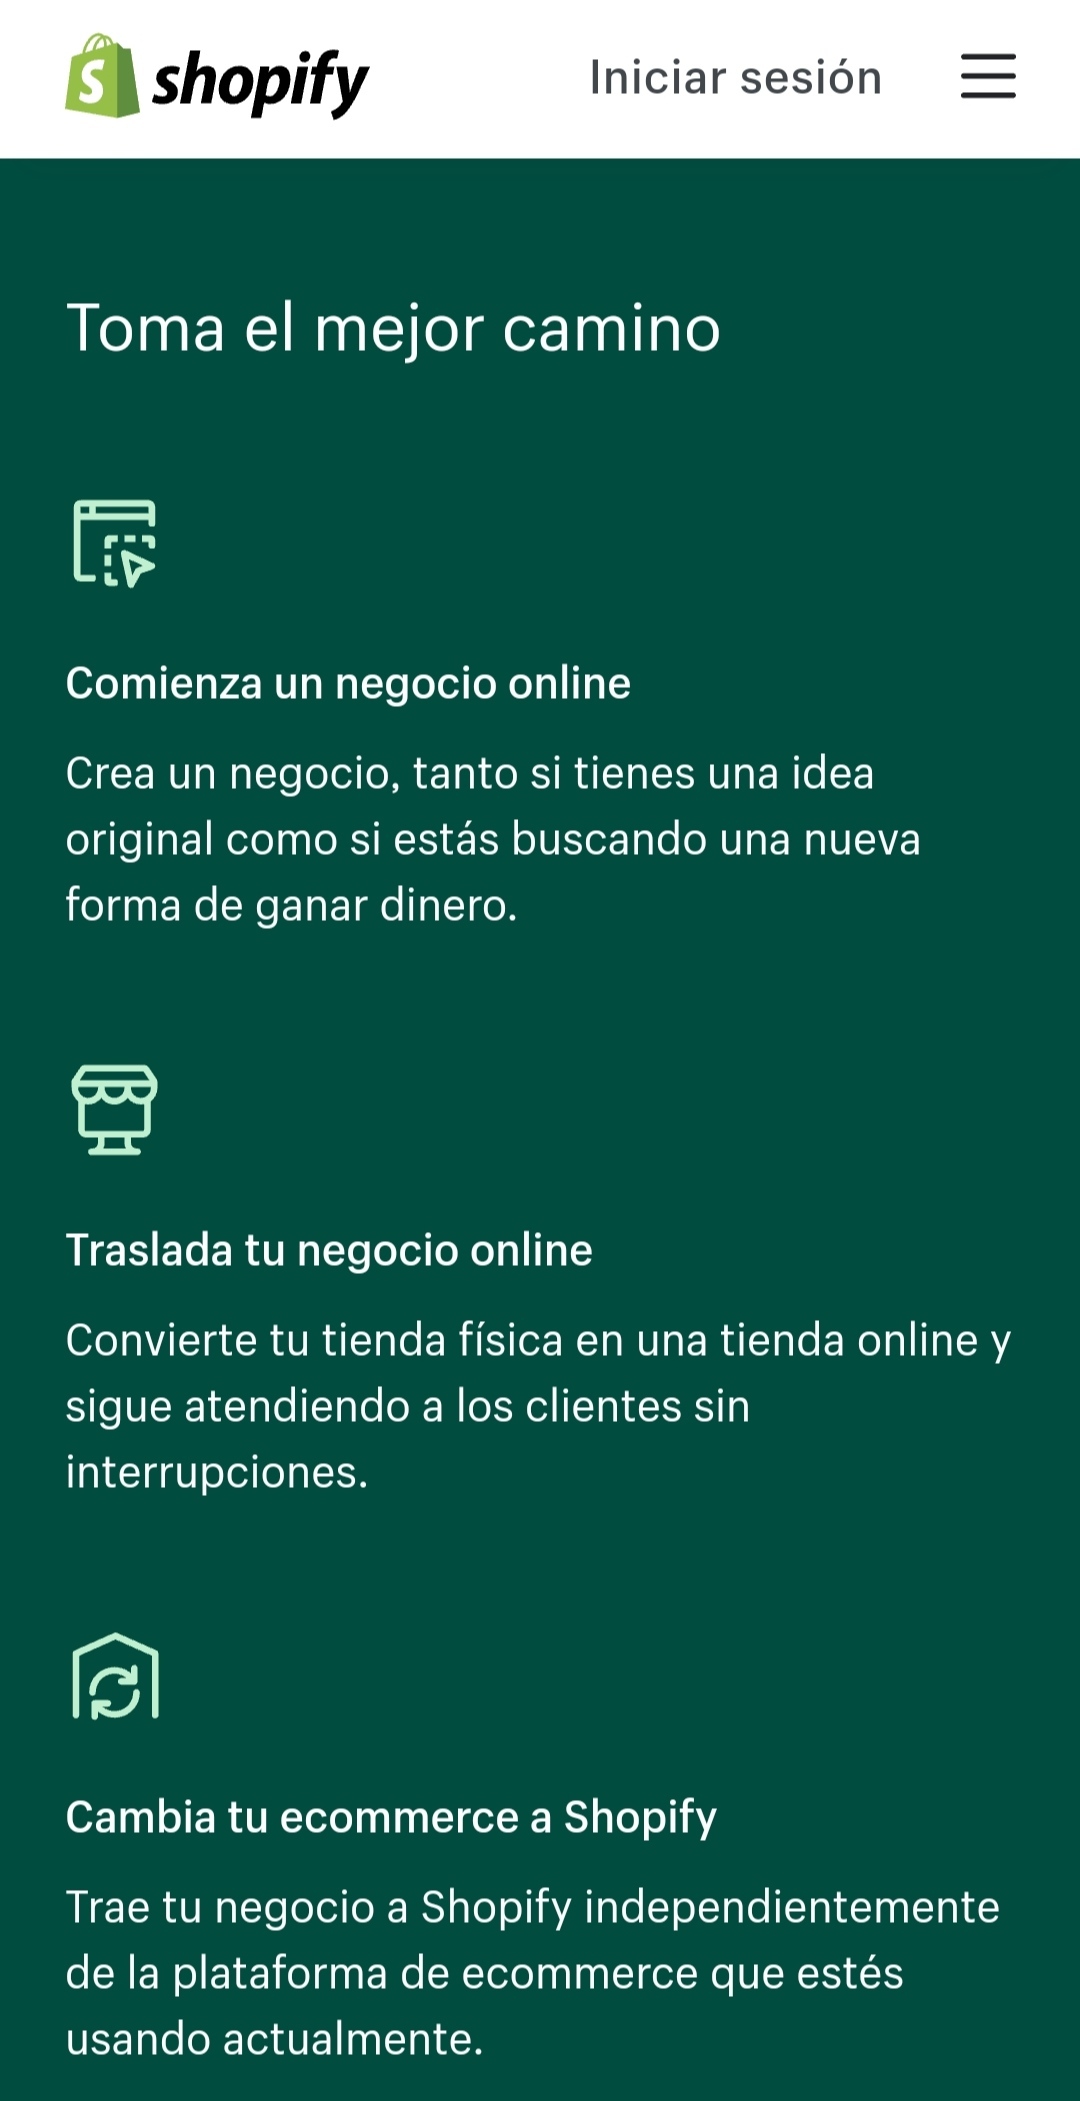 shopify
Iniciar sesión
Toma el mejor camino
Comienza un negocio online
Crea un negocio, tanto si tienes una idea
original como si estás buscando una nueva
forma de ganar dinero.
Traslada tu negocio online
Convierte tu tienda física en una tienda online y
sigue atendiendo a los clientes sin
interrupciones.
Cambia tu ecommerce a Shopify
Trae tu negocio a Shopify independientemente
de la plataforma de ecommerce que estés
usando actualmente.